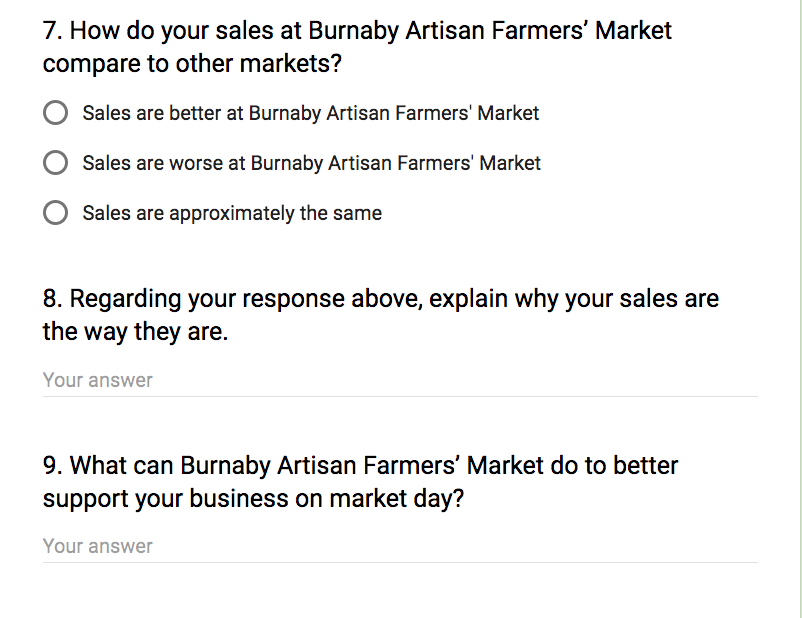 7. How do your sales at Burnaby Artisan Farmers’ Market
compare to other markets?
Sales are better at Burnaby Artisan Farmers' Market
Sales are worse at Burnaby Artisan Farmers' Market
Sales are approximately the same
8. Regarding your response above, explain why your sales are
the way they are.
Your answer
9. What can Burnaby Artisan Farmers’ Market do to better
support your business on market day?
Your answer